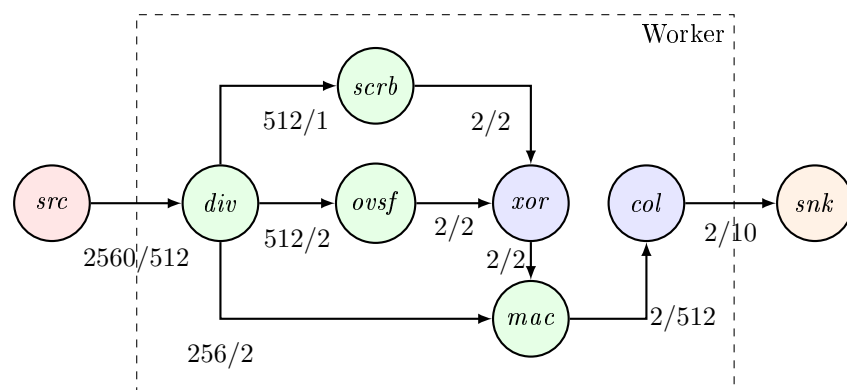 Worker
scrb
512/1
2/2
src
div
ovsf
xor
col
snk
2560/512
512/2
2/2
2/10
2/2
mac
2/512
256/2